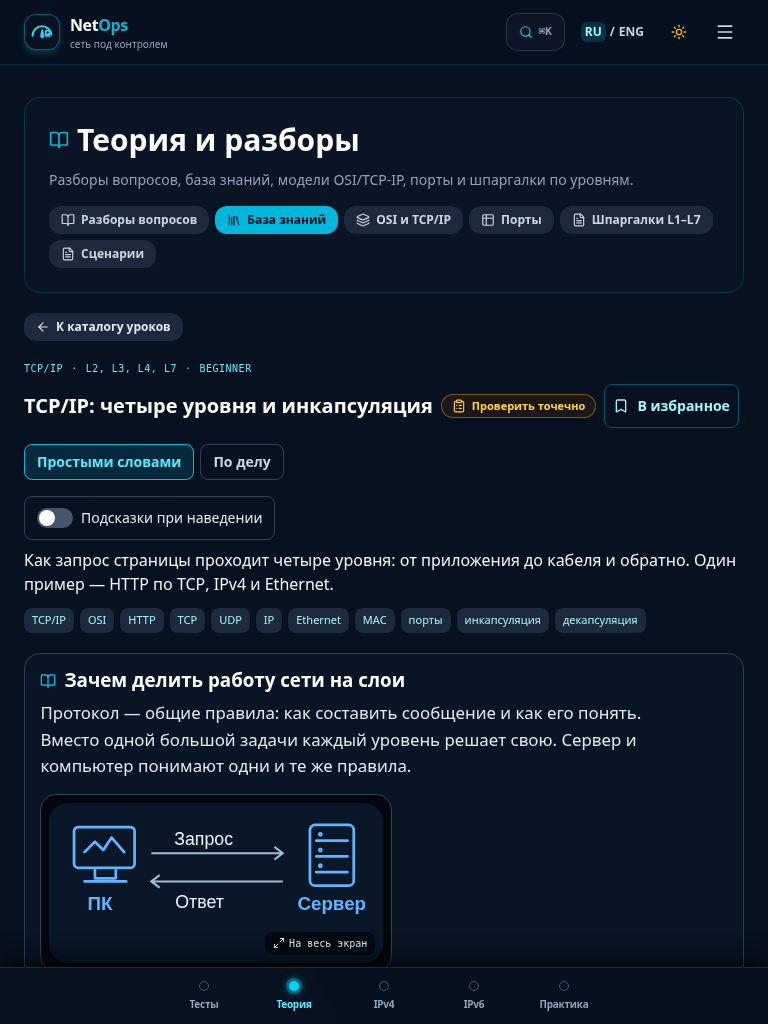 NetOps
сеть под контролем
⌘K
RU / ENG
Теория и разборы
Разборы вопросов, база знаний, модели OSI/TCP-IP, порты и шпаргалки по уровням.
Разборы вопросов
База знаний
OSI и TCP/IP
Порты
Шпаргалки L1–L7
Сценарии
К каталогу уроков
TCP/IP · L2, L3, L4, L7 · BEGINNER
TCP/IP: четыре уровня и инкапсуляция
Проверить точечно
В избранное
Простыми словами
По делу
Подсказки при наведении
Как запрос страницы проходит четыре уровня: от приложения до кабеля и обратно. Один
пример — HTTP по TCP, IPv4 и Ethernet.
TCP/IP
OSI
HTTP
TCP
UDP
IP
Ethernet
MAC
порты
инкапсуляция
декапсуляция
Зачем делить работу сети на слои
Протокол — общие правила: как составить сообщение и как его понять.
Вместо одной большой задачи каждый уровень решает свою. Сервер и
компьютер понимают одни и те же правила.
Запрос
Ответ
ПК
Сервер
На весь экран
Тесты
Теория
IPv4
IPv6
Практика